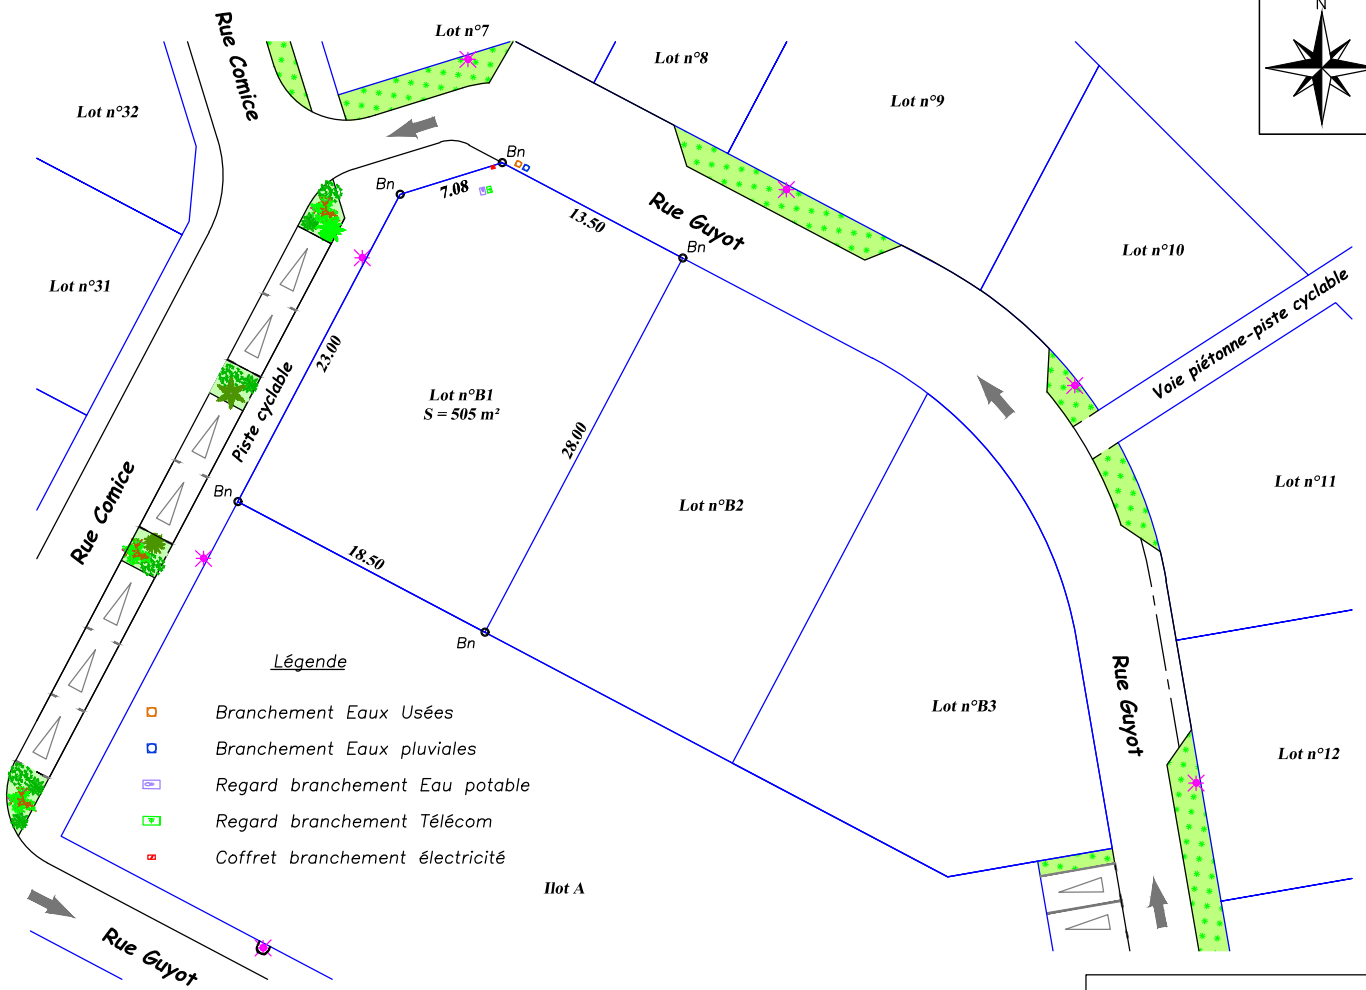 N
Lot n°7
Lot n°8
Lot n°9
Lot n°32
Rue Comice
Bn
Bn
7.08
13.50
Rue Guyot
Bn
Lot n°10
Lot n°31
Voie piétonne-piste cyclable
23.00
Piste cyclable
Lot n°B1
S = 505 m²
28.00
Rue Comice
Bn
Lot n°B2
Lot n°11
18.50
Bn
Légende
Rue Guyot
Lot n°B3
Branchement Eaux Usées
Branchement Eaux pluviales
Lot n°12
Regard branchement Eau potable
Regard branchement Télécom
Coffret branchement électricité
Ilot A
Rue Guyot